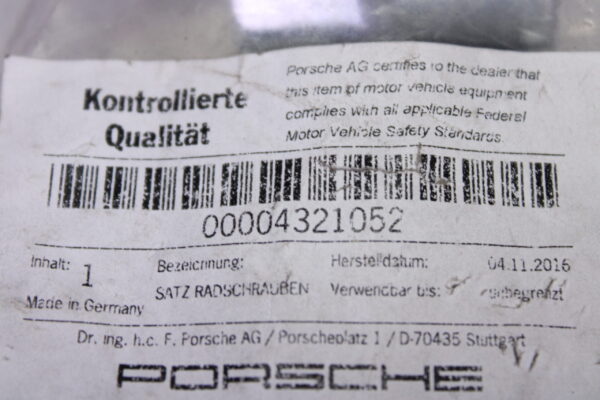 Kontrollierte
Qualität
Porsche AG certifies to the dealer that
this item of motor vehicle equipment
complies with all applicable Federal
Motor Vehicle Safety Standards.
00004321052
Inhalt: 1 Bezeichnung: Herstelldatum: 04.11.2016
Made in Germany SATZ RADSCHRAUBEN Verwendbar bis: unbegrenzt
Dr. Ing. h.c. F. Porsche AG / Porscheplatz 1 / D-70435 Stuttgart
PORSCHE